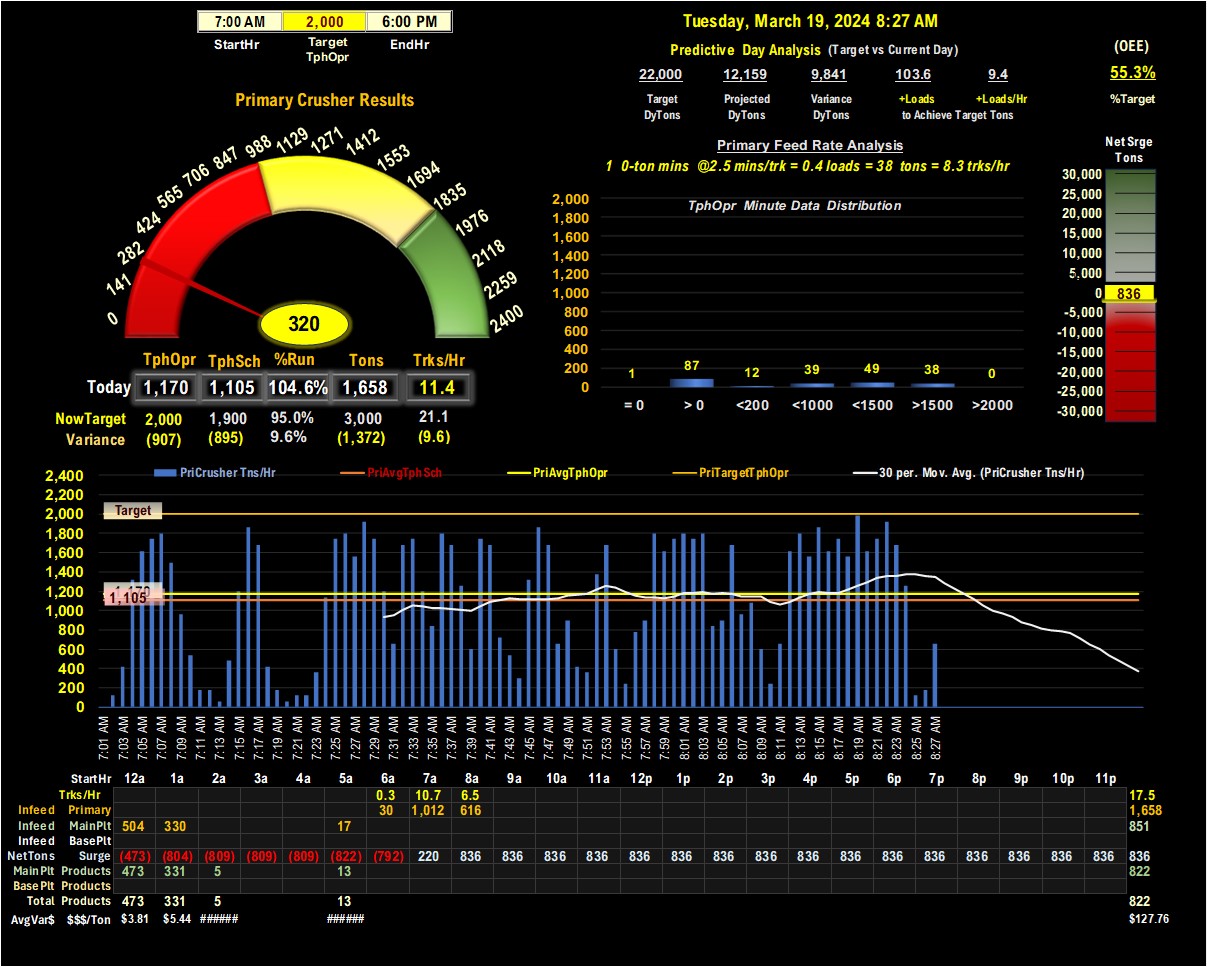 7:00 AM 2,000 6:00 PM
StartHr Target TphOpr EndHr
Tuesday, March 19, 2024 8:27 AM
Predictive Day Analysis (Target vs Current Day)
22,000 12,159 9,841 103.6 9.4
Target DyTons Projected DyTons Variance DyTons +Loads +Loads/Hr
to Achieve Target Tons
(OEE)
55.3%
%Target
Primary Crusher Results
0 141 282 424 565 706 847 988 1129 1271 1412 1553 1694 1835 1976 2118 2259 2400
320
TphOpr TphSch %Run Tons Trks/Hr
Today 1,170 1,105 104.6% 1,658 11.4
NowTarget 2,000 1,900 95.0% 3,000 21.1
Variance (907) (895) 9.6% (1,372) (9.6)
Primary Feed Rate Analysis
1 0-ton mins @2.5 mins/trk = 0.4 loads = 38 tons = 8.3 trks/hr
TphOpr Minute Data Distribution
2,000
1,800
1,600
1,400
1,200
1,000
800
600
400
200
0
1 87 12 39 49 38 0
= 0 > 0 <200 <1000 <1500 >1500 >2000
Net Srge
Tons
30,000
25,000
20,000
15,000
10,000
5,000
0 836
-5,000
-10,000
-15,000
-20,000
-25,000
-30,000
PriCrusher Tns/Hr PriAvgTphSch PriAvgTphOpr PriTargetTphOpr 30 per. Mov. Avg. (PriCrusher Tns/Hr)
2,400
2,200
2,000
1,800
1,600
1,400
1,200
1,000
800
600
400
200
0
Target
1,170
1,105
7:01 AM 7:03 AM 7:05 AM 7:07 AM 7:09 AM 7:11 AM 7:13 AM 7:15 AM 7:17 AM 7:19 AM 7:21 AM 7:23 AM 7:25 AM 7:27 AM 7:29 AM 7:31 AM 7:33 AM 7:35 AM 7:37 AM 7:39 AM 7:41 AM 7:43 AM 7:45 AM 7:47 AM 7:49 AM 7:51 AM 7:53 AM 7:55 AM 7:57 AM 7:59 AM 8:01 AM 8:03 AM 8:05 AM 8:07 AM 8:09 AM 8:11 AM 8:13 AM 8:15 AM 8:17 AM 8:19 AM 8:21 AM 8:23 AM 8:25 AM 8:27 AM
StartHr 12a 1a 2a 3a 4a 5a 6a 7a 8a 9a 10a 11a 12p 1p 2p 3p 4p 5p 6p 7p 8p 9p 10p 11p
Trks/Hr 0.3 10.7 6.5 17.5
Infeed Primary 30 1,012 616 1,658
Infeed MainPlt 504 330 17 851
Infeed BasePlt
NetTons Surge (473) (804) (809) (809) (809) (822) (792) 220 836 836 836 836 836 836 836 836 836 836 836 836 836 836 836 836 836
MainPlt Products 473 331 5 13 822
BasePlt Products
Total Products 473 331 5 13 822
AvgVar$ $$$/Ton $3.81 $5.44 ###### ###### $127.76